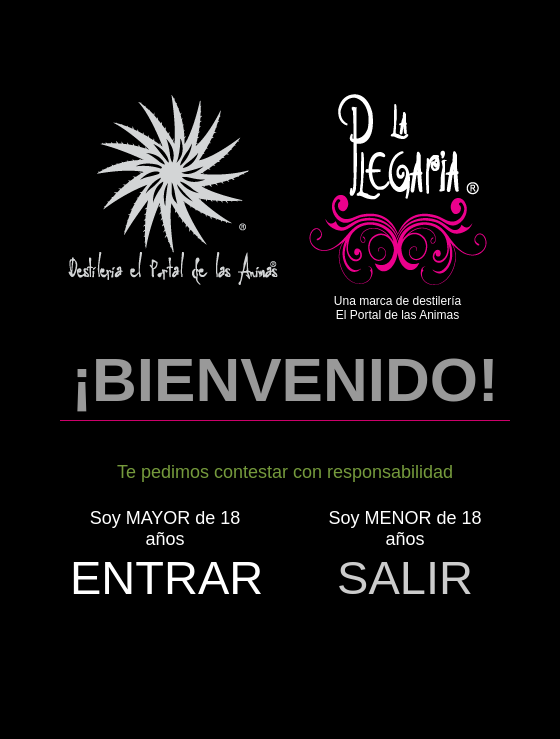 Destilería el Portal de las Animas®
®
La
Plegaria ®
Una marca de destilería
El Portal de las Animas
¡BIENVENIDO!
Te pedimos contestar con responsabilidad
Soy MAYOR de 18
años
ENTRAR
Soy MENOR de 18
años
SALIR